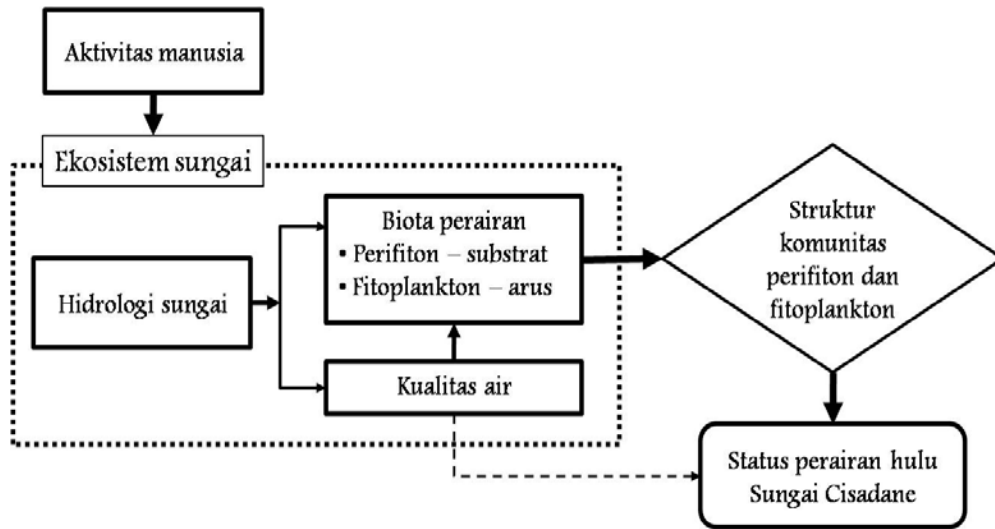 Aktivitas manusia
Ekosistem sungai
Hidrologi sungai
Biota perairan
▪ Perifiton – substrat
▪ Fitoplankton – arus
Kualitas air
Struktur
komunitas
perifiton dan
fitoplankton
Status perairan hulu
Sungai Cisadane